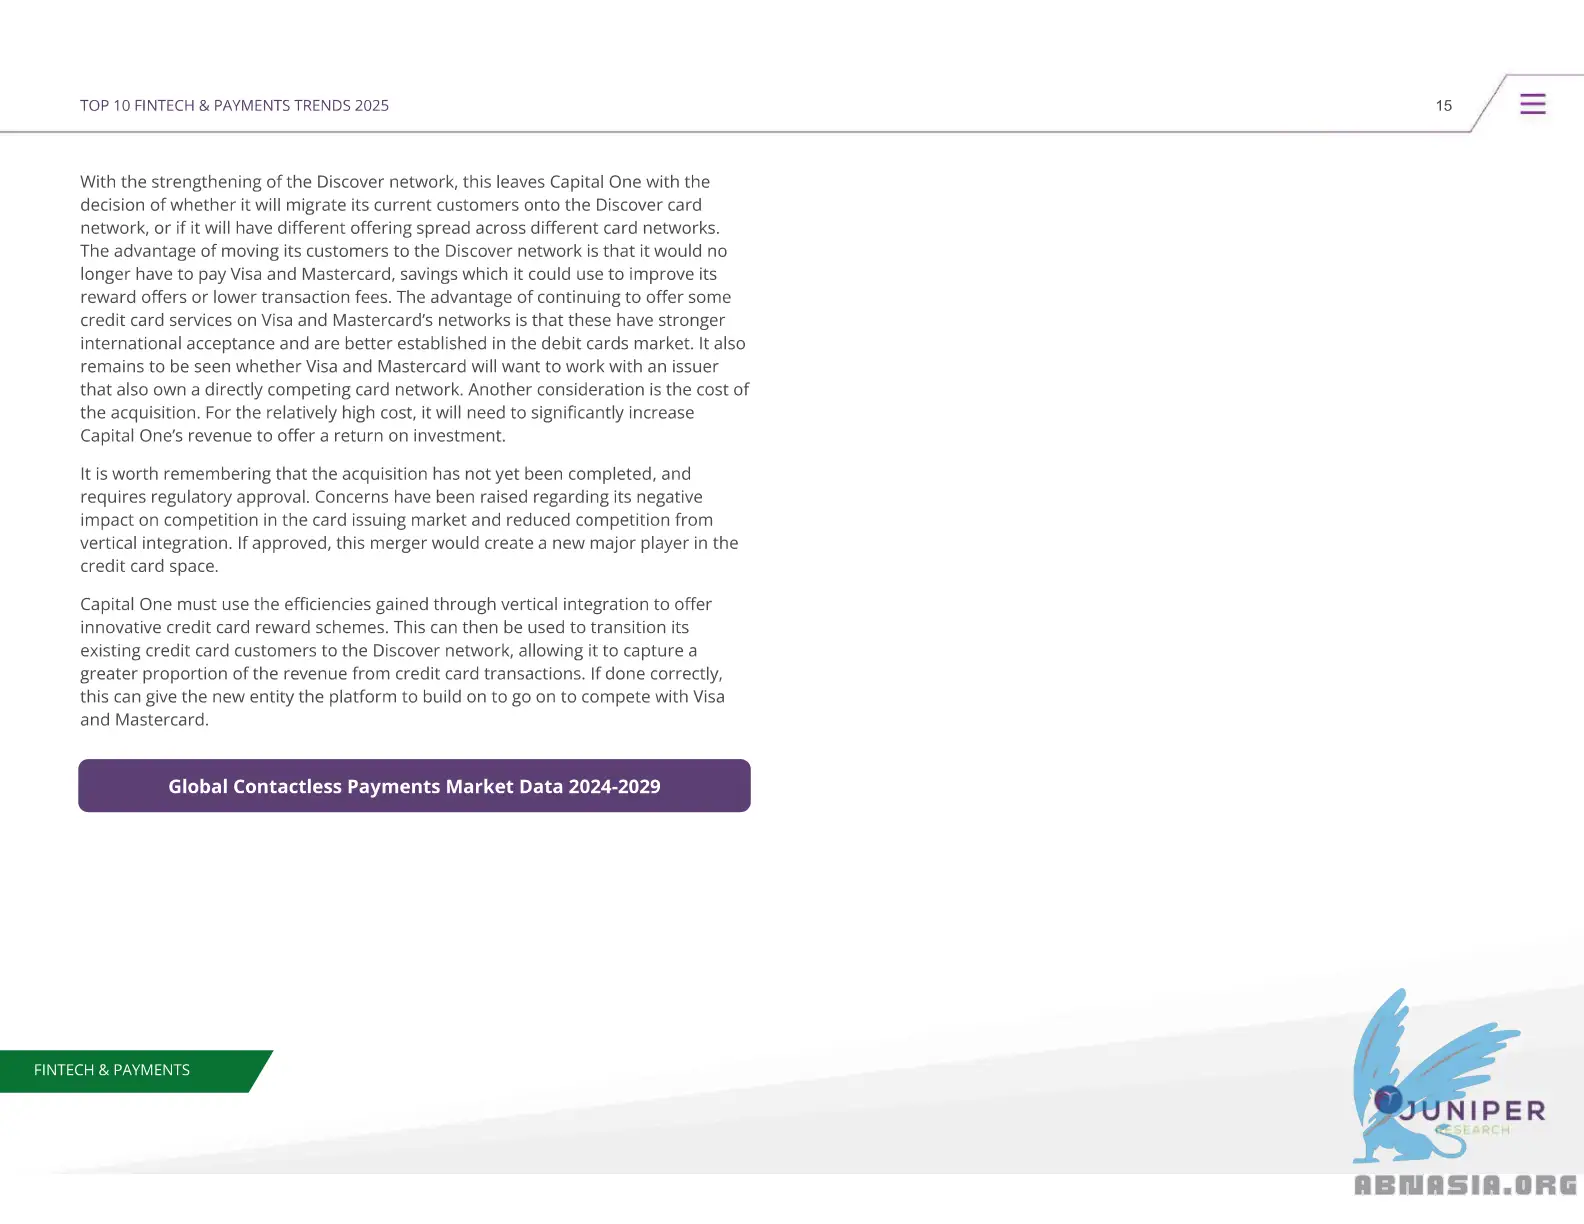 TOP 10 FINTECH & PAYMENTS TRENDS 2025
15
With the strengthening of the Discover network, this leaves Capital One with the
decision of whether it will migrate its current customers onto the Discover card
network, or if it will have different offering spread across different card networks.
The advantage of moving its customers to the Discover network is that it would no
longer have to pay Visa and Mastercard, savings which it could use to improve its
reward offers or lower transaction fees. The advantage of continuing to offer some
credit card services on Visa and Mastercard’s networks is that these have stronger
international acceptance and are better established in the debit cards market. It also
remains to be seen whether Visa and Mastercard will want to work with an issuer
that also own a directly competing card network. Another consideration is the cost of
the acquisition. For the relatively high cost, it will need to significantly increase
Capital One’s revenue to offer a return on investment.
It is worth remembering that the acquisition has not yet been completed, and
requires regulatory approval. Concerns have been raised regarding its negative
impact on competition in the card issuing market and reduced competition from
vertical integration. If approved, this merger would create a new major player in the
credit card space.
Capital One must use the efficiencies gained through vertical integration to offer
innovative credit card reward schemes. This can then be used to transition its
existing credit card customers to the Discover network, allowing it to capture a
greater proportion of the revenue from credit card transactions. If done correctly,
this can give the new entity the platform to build on to go on to compete with Visa
and Mastercard.
Global Contactless Payments Market Data 2024-2029
FINTECH & PAYMENTS
JUNIPER
RESEARCH
ABNASIA.ORG